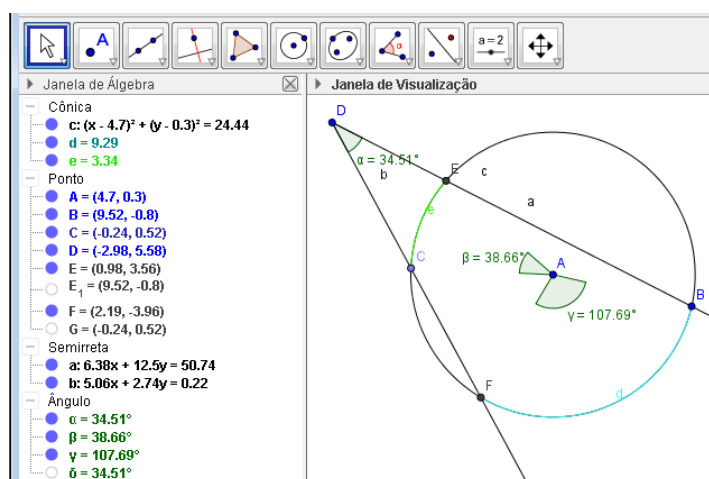 A
α
a=2
Janela de Álgebra
Janela de Visualização
Cônica
c: (x - 4.7)² + (y - 0.3)² = 24.44
d = 9.29
e = 3.34
Ponto
A = (4.7, 0.3)
B = (9.52, -0.8)
C = (-0.24, 0.52)
D = (-2.98, 5.58)
E = (0.98, 3.56)
E₁ = (9.52, -0.8)
F = (2.19, -3.96)
G = (-0.24, 0.52)
Semirreta
a: 6.38x + 12.5y = 50.74
b: 5.06x + 2.74y = 0.22
Ângulo
α = 34.51°
β = 38.66°
γ = 107.69°
δ = 34.51°
D
α = 34.51°
b
E
c
a
e
C
β = 38.66°
A
B
γ = 107.69°
F
d